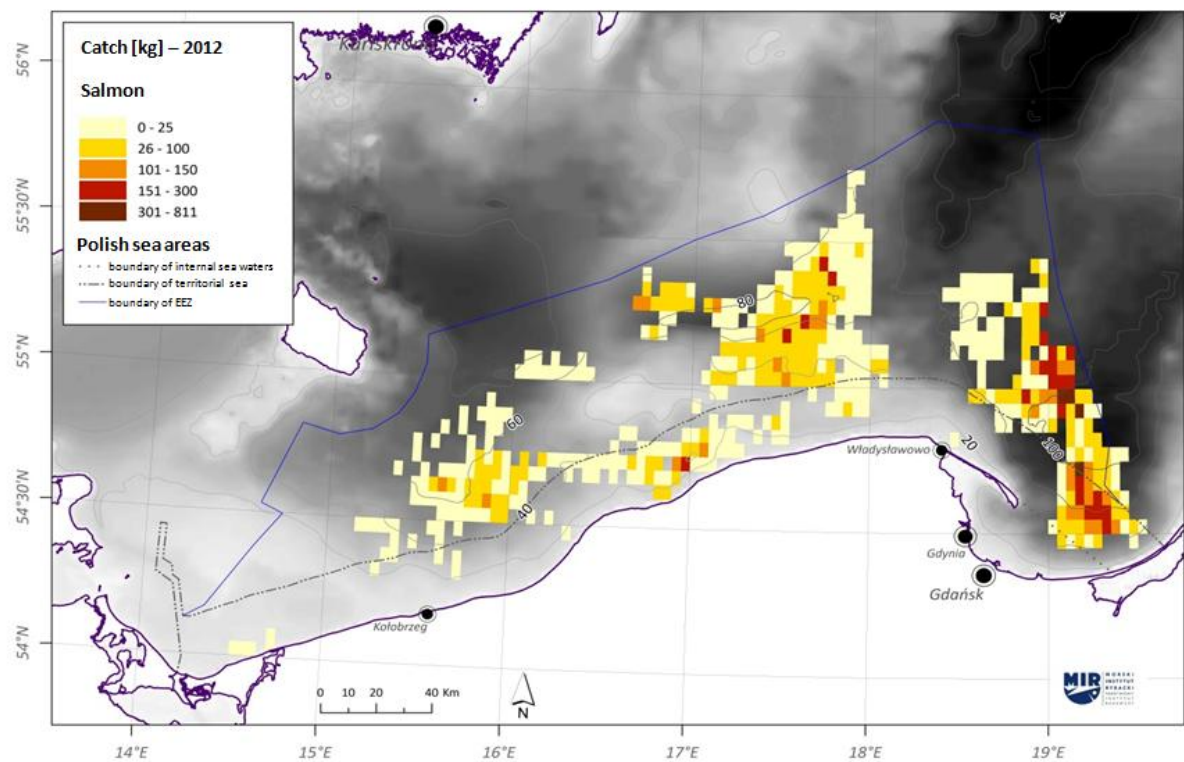 Catch [kg] – 2012
Salmon
0 - 25
26 - 100
101 - 150
151 - 300
301 - 811
Polish sea areas
boundary of internal sea waters
boundary of territorial sea
boundary of EEZ
56°N
55°30'N
55°N
54°30'N
54°N
80
60
40
20
100
Władysławowo
Gdynia
Gdańsk
Kołobrzeg
0 10 20 40 Km
N
MIR
MORSKI
INSTYTUT
RYBACKI
14°E 15°E 16°E 17°E 18°E 19°E